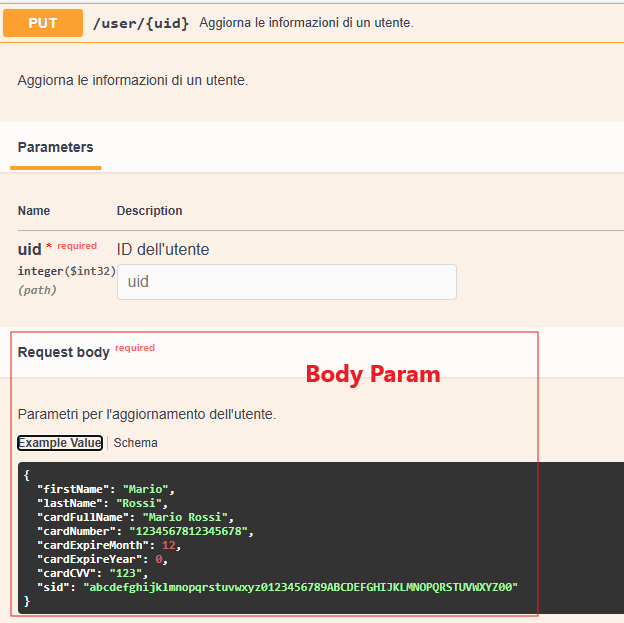 PUT /user/{uid} Aggiorna le informazioni di un utente.
Aggiorna le informazioni di un utente.
Parameters
Name Description
uid * required ID dell'utente
integer($int32)
(path)
uid
Request body required
Body Param
Parametri per l'aggiornamento dell'utente.
Example Value | Schema
{
"firstName": "Mario",
"lastName": "Rossi",
"cardFullName": "Mario Rossi",
"cardNumber": "1234567812345678",
"cardExpireMonth": 12,
"cardExpireYear": 0,
"cardCVV": "123",
"sid": "abcdefghijklmnopqrstuvwxyz0123456789ABCDEFGHIJKLMNOPQRSTUVWXYZ00"
}